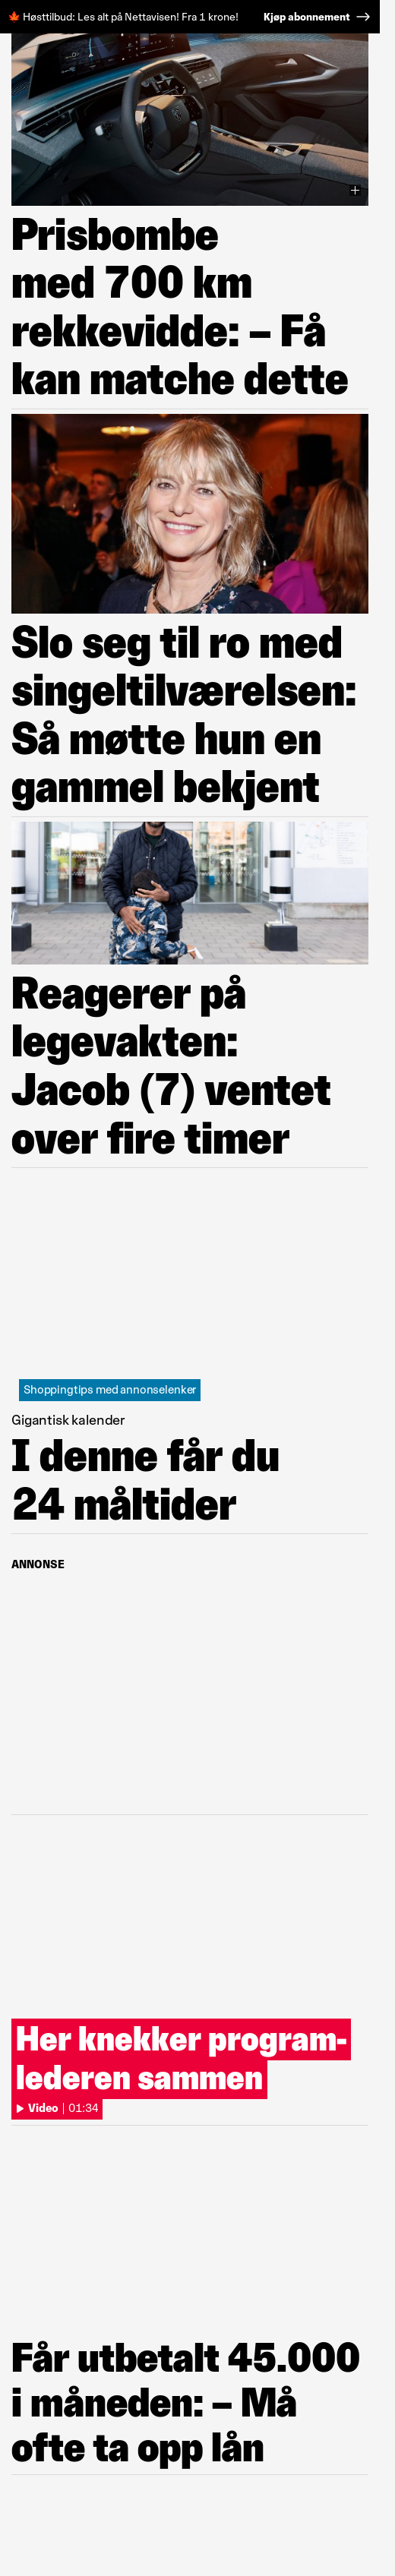 Høsttilbud: Les alt på Nettavisen! Fra 1 krone!
Kjøp abonnement
Prisbombe
med 700 km
rekkevidde: – Få
kan matche dette
Slo seg til ro med
singeltilværelsen:
Så møtte hun en
gammel bekjent
Reagerer på
legevakten:
Jacob (7) ventet
over fire timer
Shoppingtips med annonselenker
Gigantisk kalender
I denne får du
24 måltider
ANNONSE
Her knekker program-
lederen sammen
Video | 01:34
Får utbetalt 45.000
i måneden: – Må
ofte ta opp lån